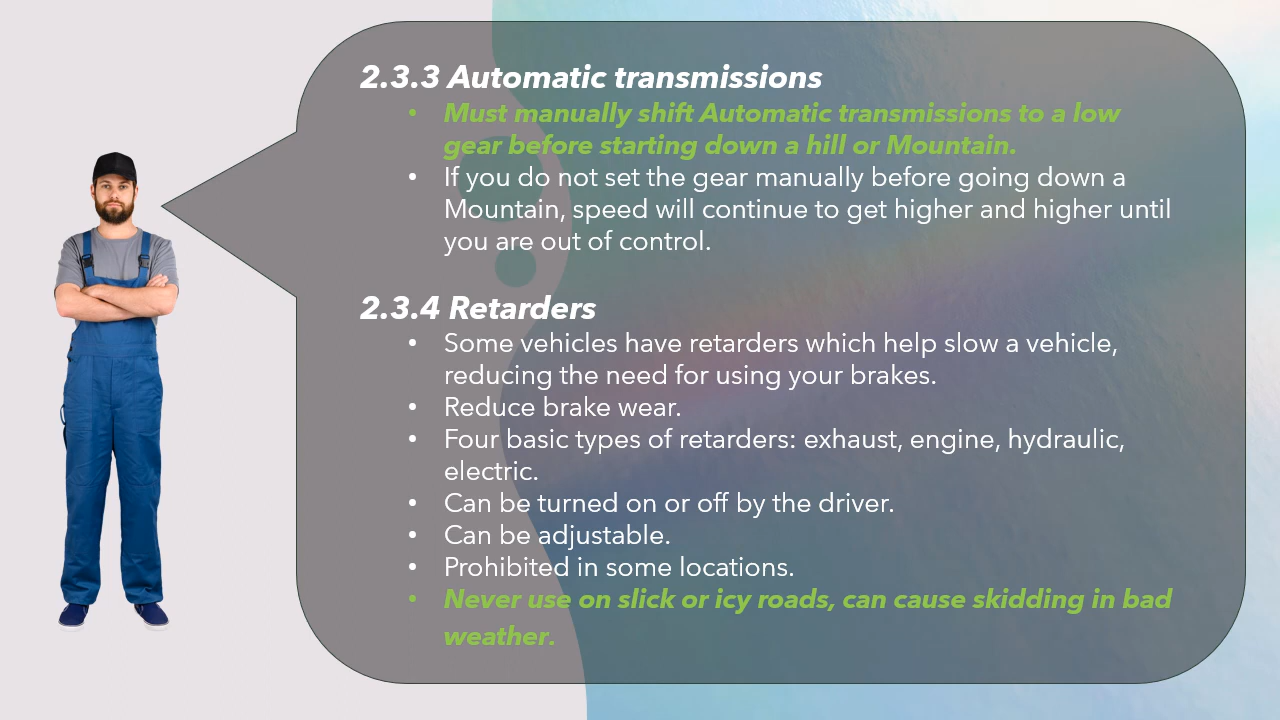 2.3.3 Automatic transmissions
• Must manually shift Automatic transmissions to a low
gear before starting down a hill or Mountain.
• If you do not set the gear manually before going down a
Mountain, speed will continue to get higher and higher until
you are out of control.
2.3.4 Retarders
• Some vehicles have retarders which help slow a vehicle,
reducing the need for using your brakes.
• Reduce brake wear.
• Four basic types of retarders: exhaust, engine, hydraulic,
electric.
• Can be turned on or off by the driver.
• Can be adjustable.
• Prohibited in some locations.
• Never use on slick or icy roads, can cause skidding in bad
weather.